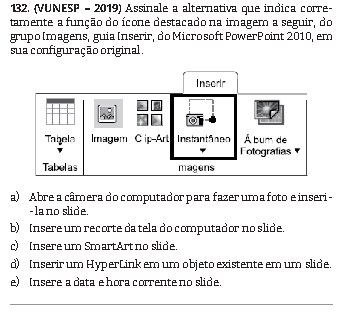 132. (VUNESP – 2019) Assinale a alternativa que indica corre-
tamente a função do ícone destacado na imagem a seguir, do
grupo Imagens, guia Inserir, do Microsoft PowerPoint 2010, em
sua configuração original.
Inserir
Tabela Imagem Clip-Art Instantâneo Álbum de
Fotografias
Tabelas magens
a) Abre a câmera do computador para fazer uma foto e inseri-
-la no slide.
b) Insere um recorte da tela do computador no slide.
c) Insere um SmartArt no slide.
d) Inserir um HyperLink em um objeto existente em um slide.
e) Insere a data e hora corrente no slide.